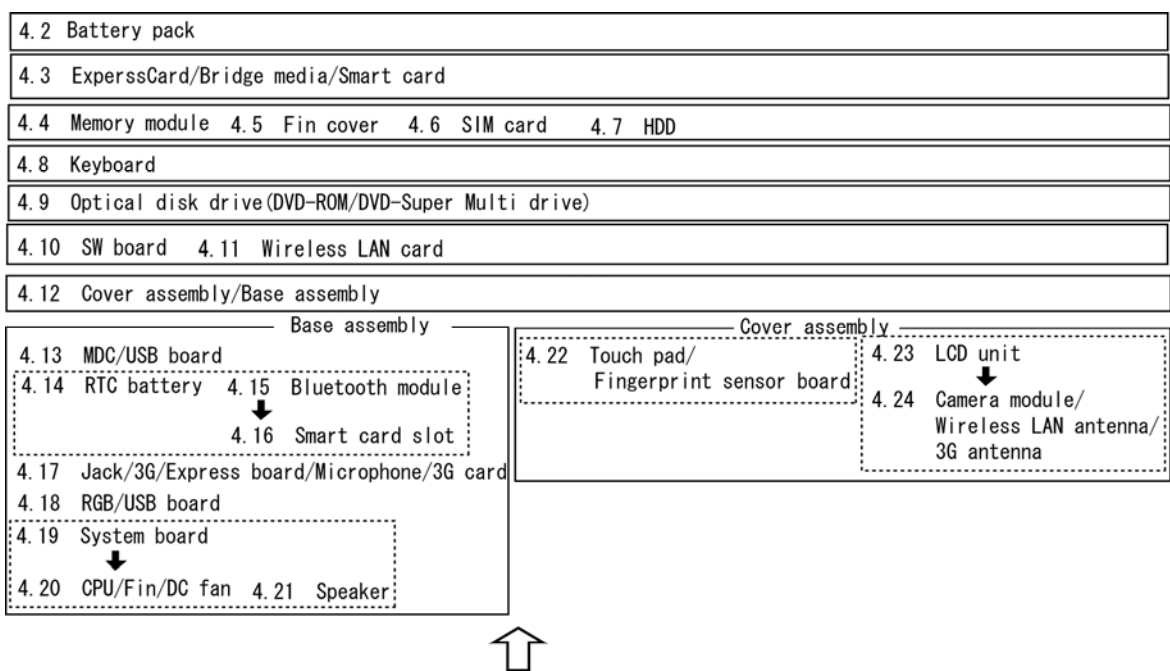 4.2 Battery pack
4.3 ExperssCard/Bridge media/Smart card
4.4 Memory module 4.5 Fin cover 4.6 SIM card 4.7 HDD
4.8 Keyboard
4.9 Optical disk drive(DVD-ROM/DVD-Super Multi drive)
4.10 SW board 4.11 Wireless LAN card
4.12 Cover assembly/Base assembly
Base assembly
4.13 MDC/USB board
4.14 RTC battery 4.15 Bluetooth module
4.16 Smart card slot
4.17 Jack/3G/Express board/Microphone/3G card
4.18 RGB/USB board
4.19 System board
4.20 CPU/Fin/DC fan 4.21 Speaker
Cover assembly
4.22 Touch pad/
Fingerprint sensor board
4.23 LCD unit
4.24 Camera module/
Wireless LAN antenna/
3G antenna